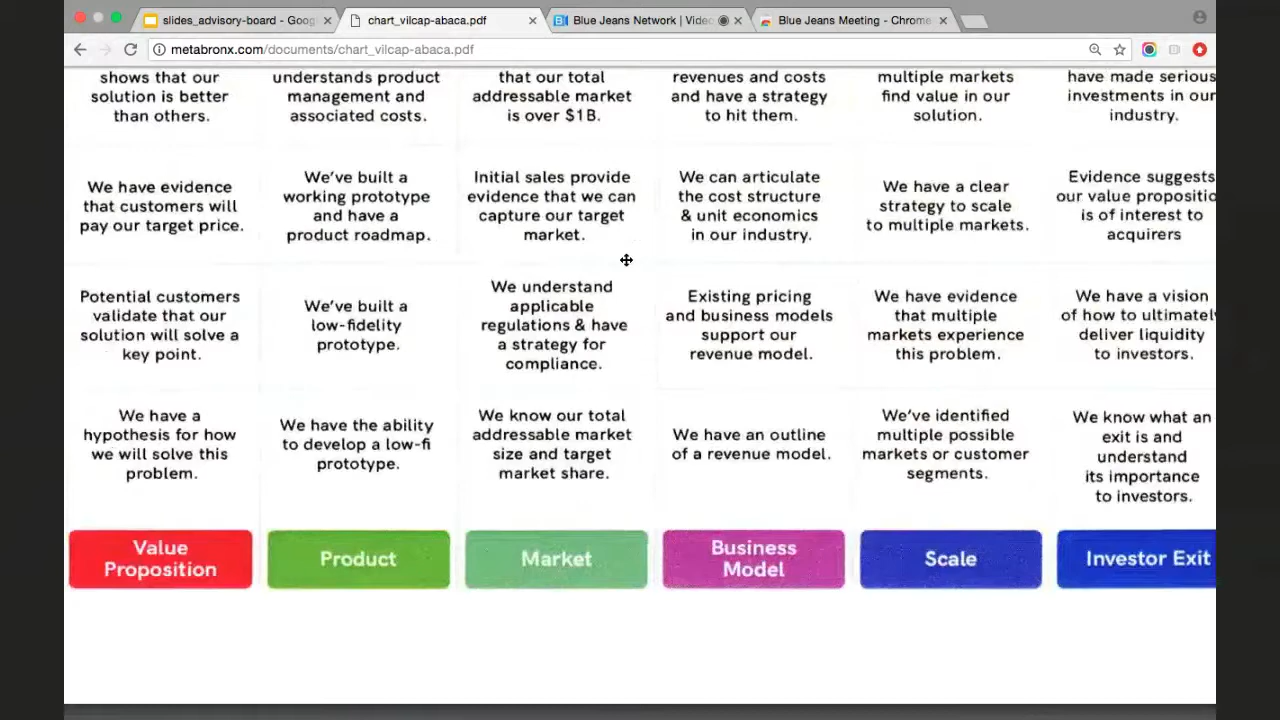 slides_advisory-board - Goog
chart_vilcap-abaca.pdf
Blue Jeans Network | Video
Blue Jeans Meeting - Chrome
metabronx.com/documents/chart_vilcap-abaca.pdf
shows that our
solution is better
than others.
understands product
management and
associated costs.
that our total
addressable market
is over $1B.
revenues and costs
and have a strategy
to hit them.
multiple markets
find value in our
solution.
have made serious
investments in our
industry.
We have evidence
that customers will
pay our target price.
We've built a
working prototype
and have a
product roadmap.
Initial sales provide
evidence that we can
capture our target
market.
We can articulate
the cost structure
& unit economics
in our industry.
We have a clear
strategy to scale
to multiple markets.
Evidence suggests
our value propositio
is of interest to
acquirers
Potential customers
validate that our
solution will solve a
key point.
We've built a
low-fidelity
prototype.
We understand
applicable
regulations & have
a strategy for
compliance.
Existing pricing
and business models
support our
revenue model.
We have evidence
that multiple
markets experience
this problem.
We have a vision
of how to ultimatel
deliver liquidity
to investors.
We have a
hypothesis for how
we will solve this
problem.
We have the ability
to develop a low-fi
prototype.
We know our total
addressable market
size and target
market share.
We have an outline
of a revenue model.
We've identified
multiple possible
markets or customer
segments.
We know what an
exit is and
understand
its importance
to investors.
Value
Proposition
Product
Market
Business
Model
Scale
Investor Exit